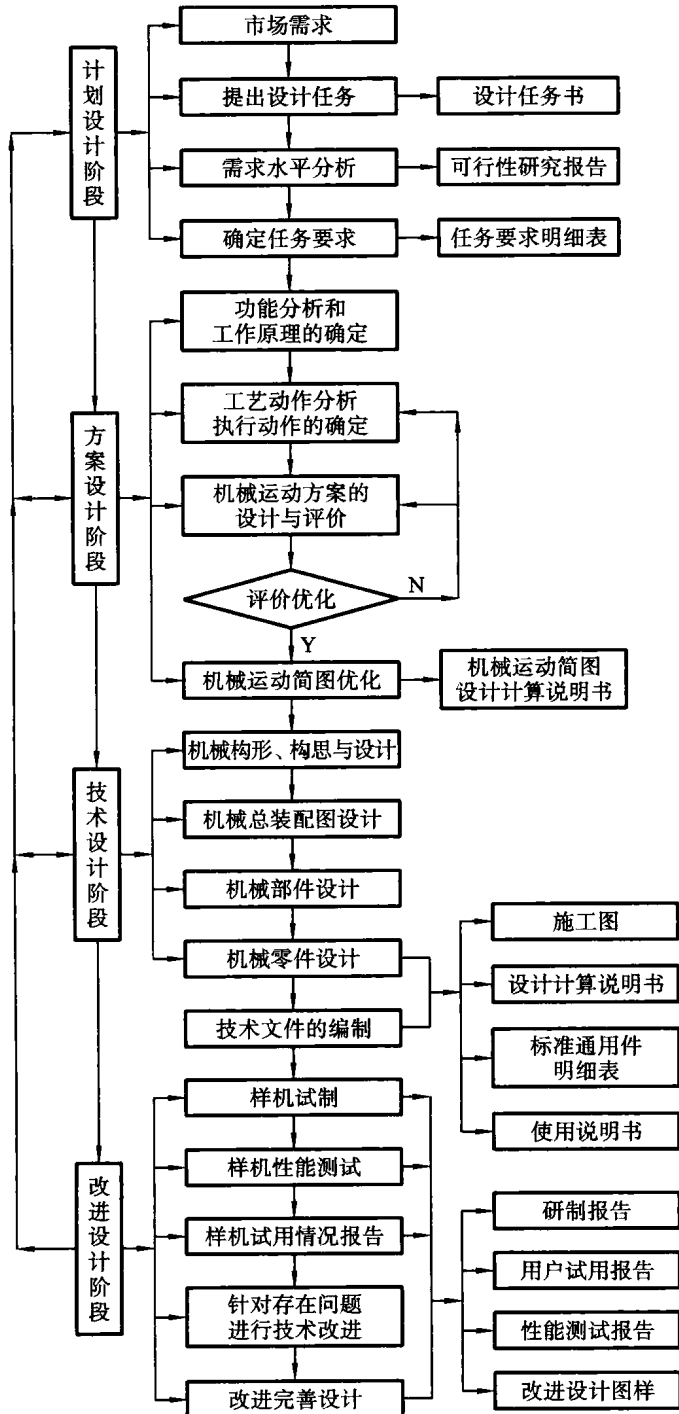 市场需求
计划设计阶段
提出设计任务
设计任务书
需求水平分析
可行性研究报告
确定任务要求
任务要求明细表
功能分析和
工作原理的确定
方案设计阶段
工艺动作分析
执行动作的确定
机械运动方案的
设计与评价
评价优化
N
Y
机械运动简图优化
机械运动简图
设计计算说明书
技术设计阶段
机械构形、构思与设计
机械总装配图设计
机械部件设计
机械零件设计
技术文件的编制
施工图
设计计算说明书
标准通用件
明细表
使用说明书
改进设计阶段
样机试制
样机性能测试
样机试用情况报告
针对存在问题
进行技术改进
改进完善设计
研制报告
用户试用报告
性能测试报告
改进设计图样